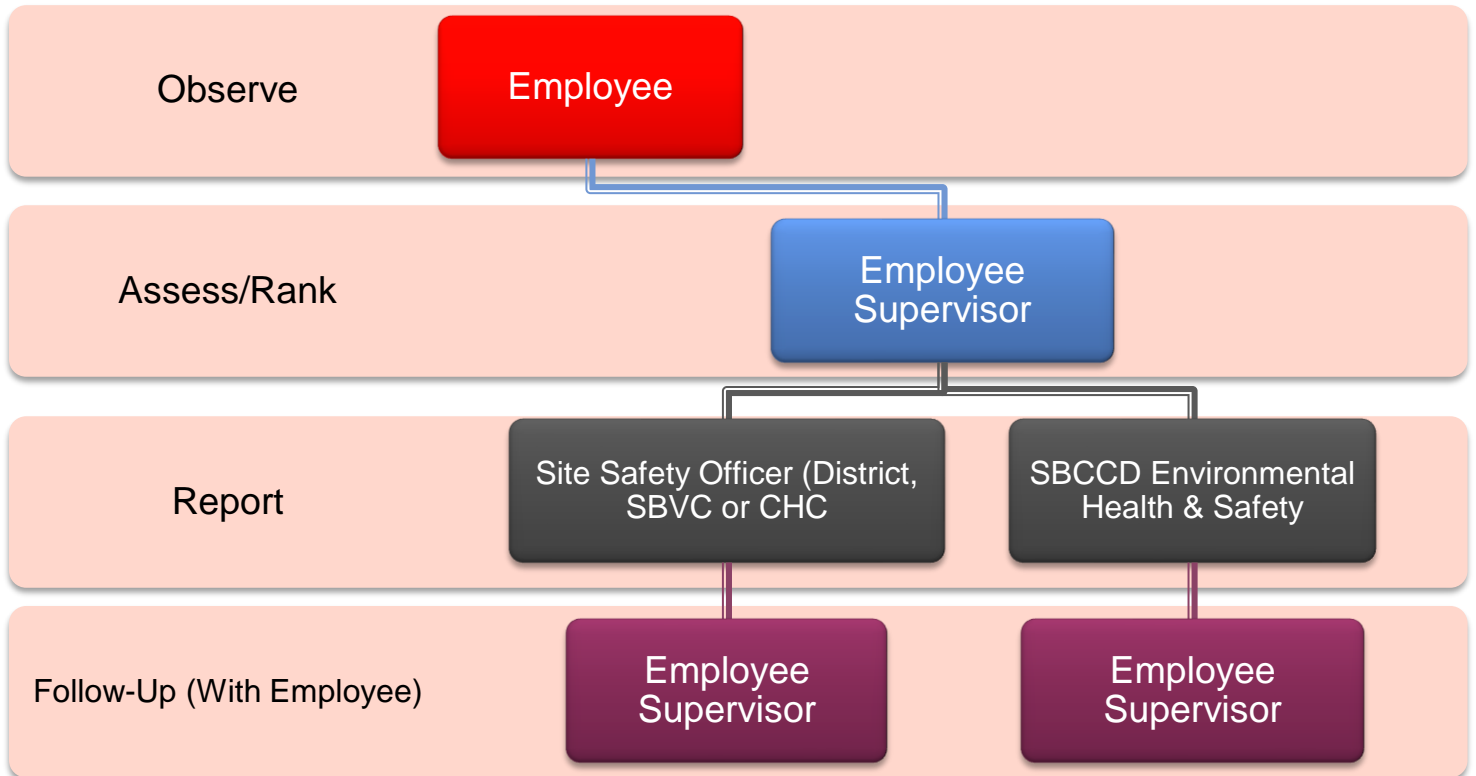 Observe
Employee
Assess/Rank
Employee
Supervisor
Report
Site Safety Officer (District,
SBVC or CHC
SBCCD Environmental
Health & Safety
Follow-Up (With Employee)
Employee
Supervisor
Employee
Supervisor